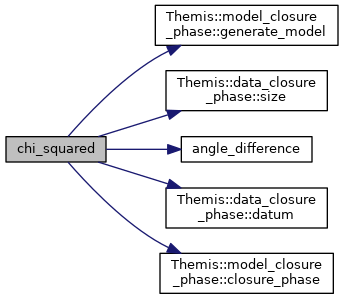 Themis::model_closure
_phase::generate_model
Themis::data_closure
_phase::size
chi_squared
angle_difference
Themis::data_closure
_phase::datum
Themis::model_closure
_phase::closure_phase